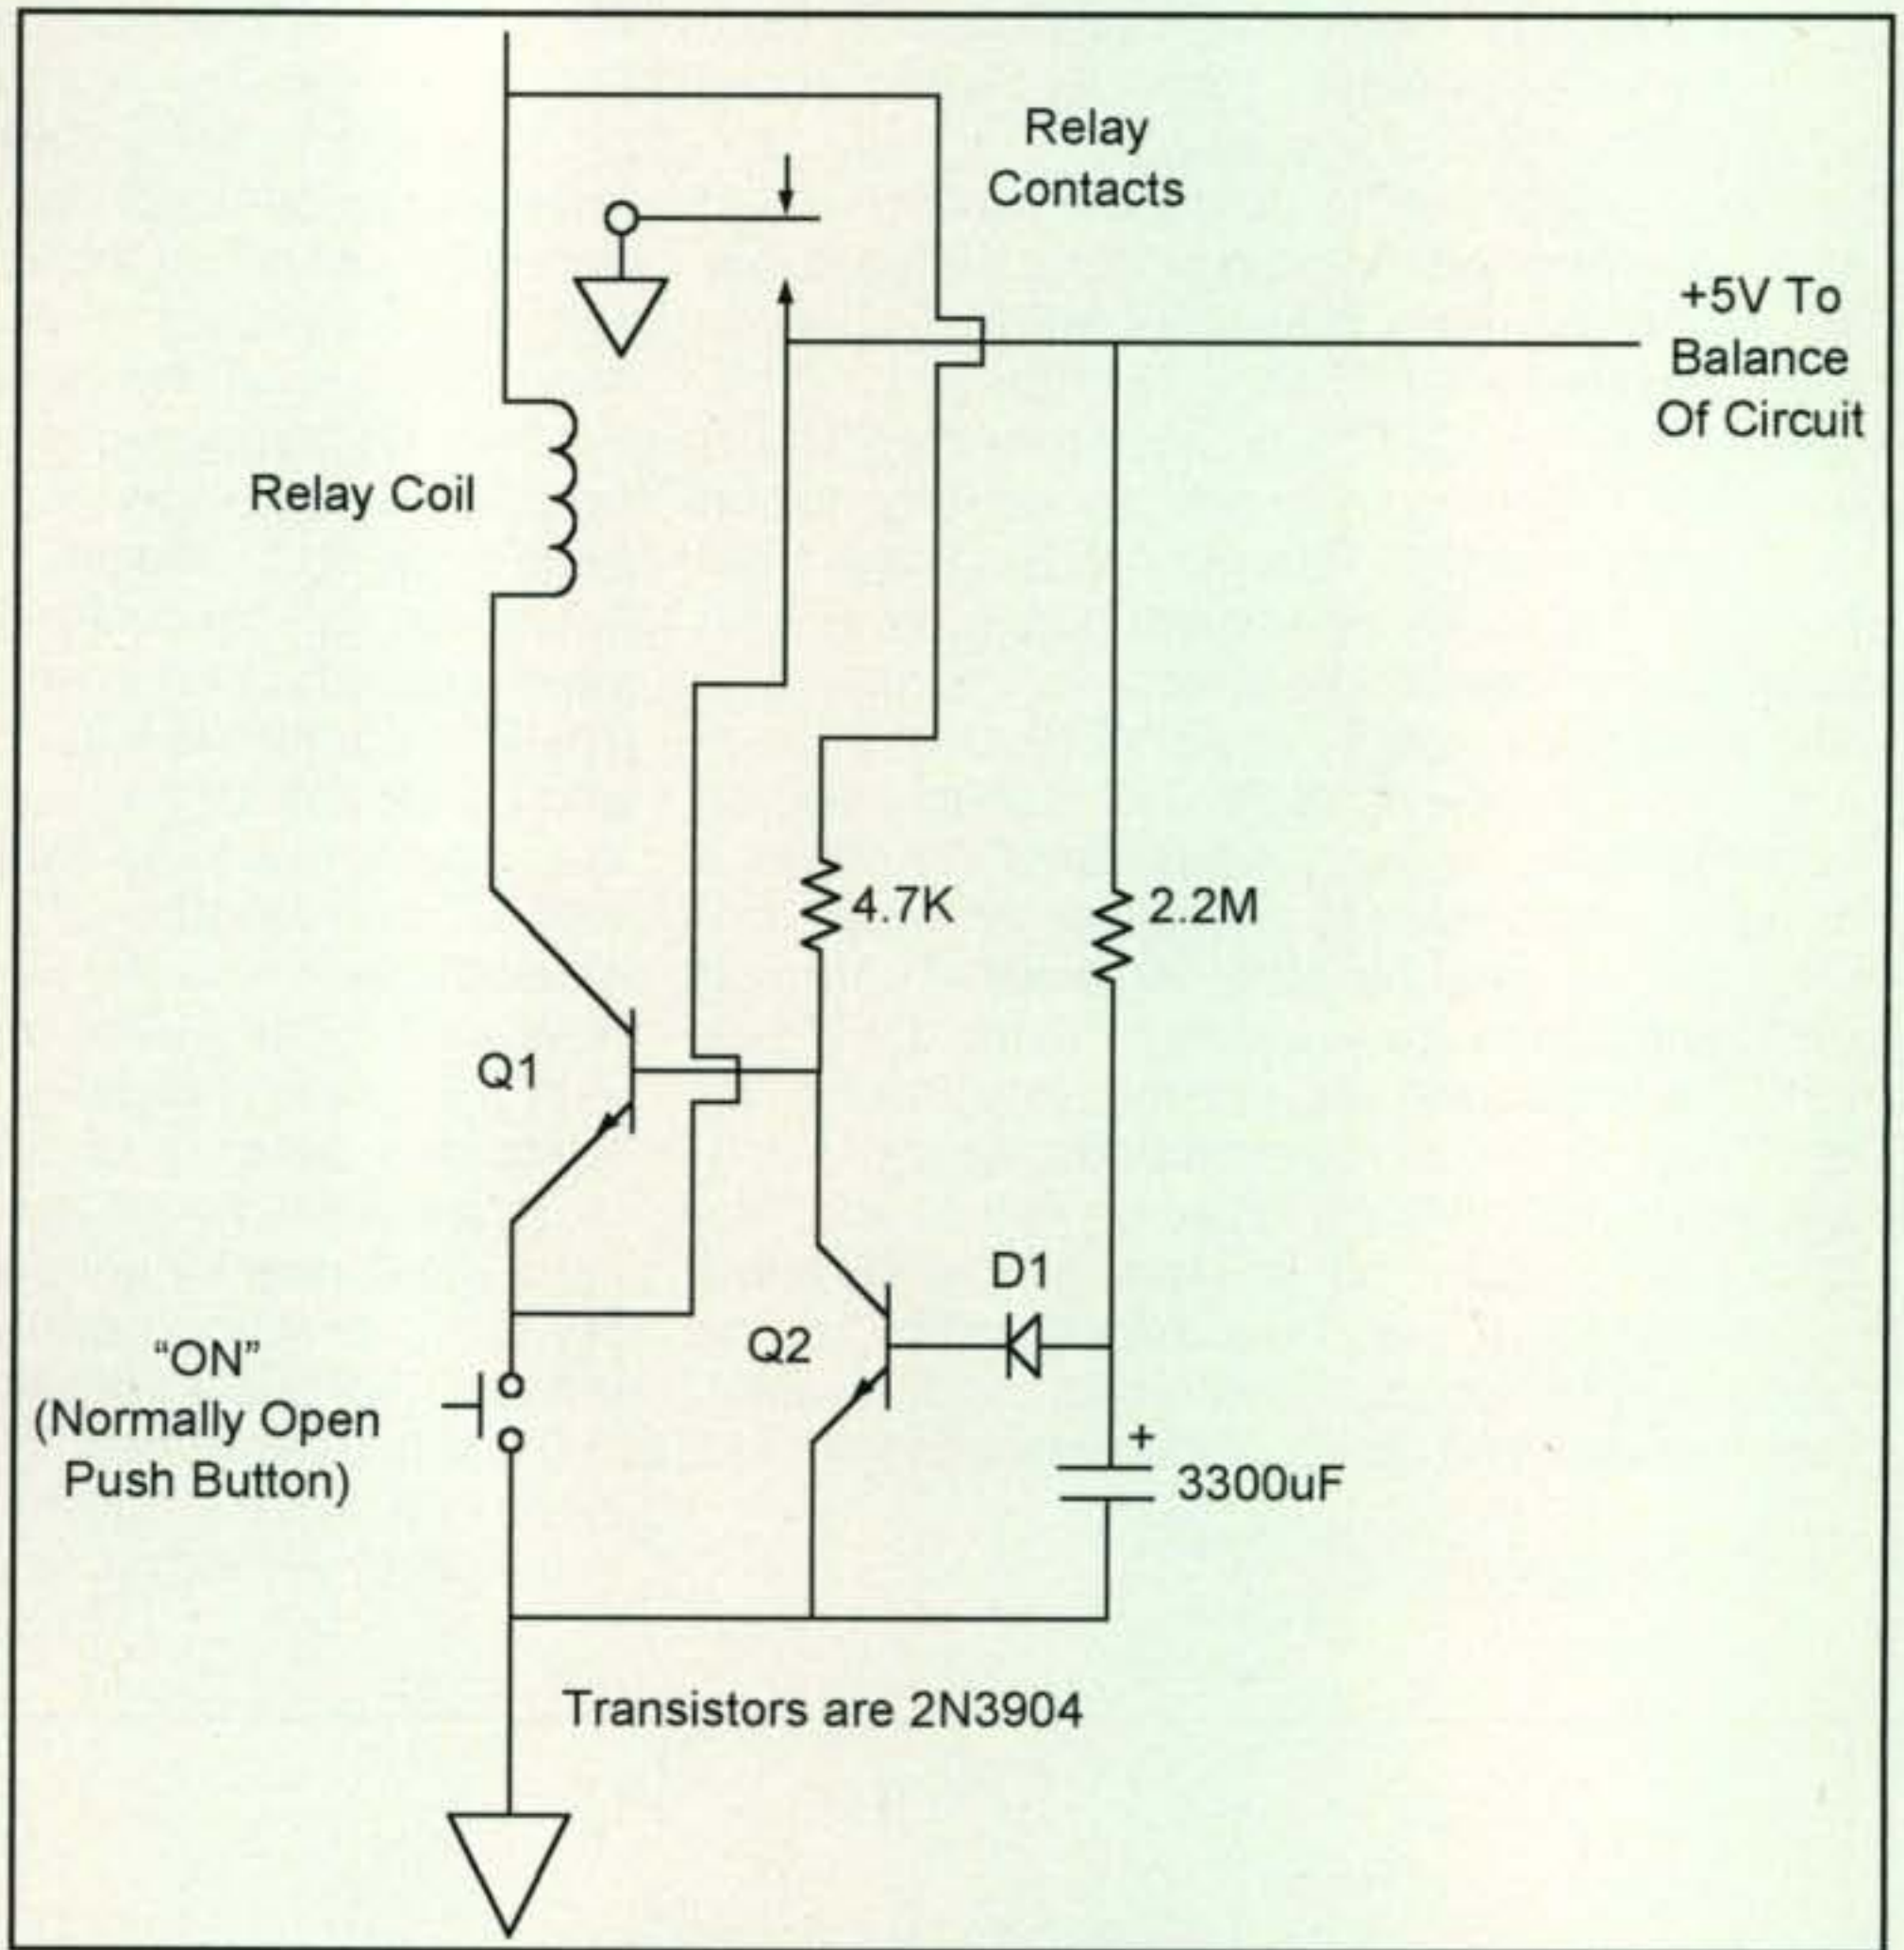 Relay
Contacts
+5V To
Balance
Of Circuit
Relay Coil
4.7K
2.2M
Q1
D1
Q2
“ON”
(Normally Open
Push Button)
+
3300uF
Transistors are 2N3904